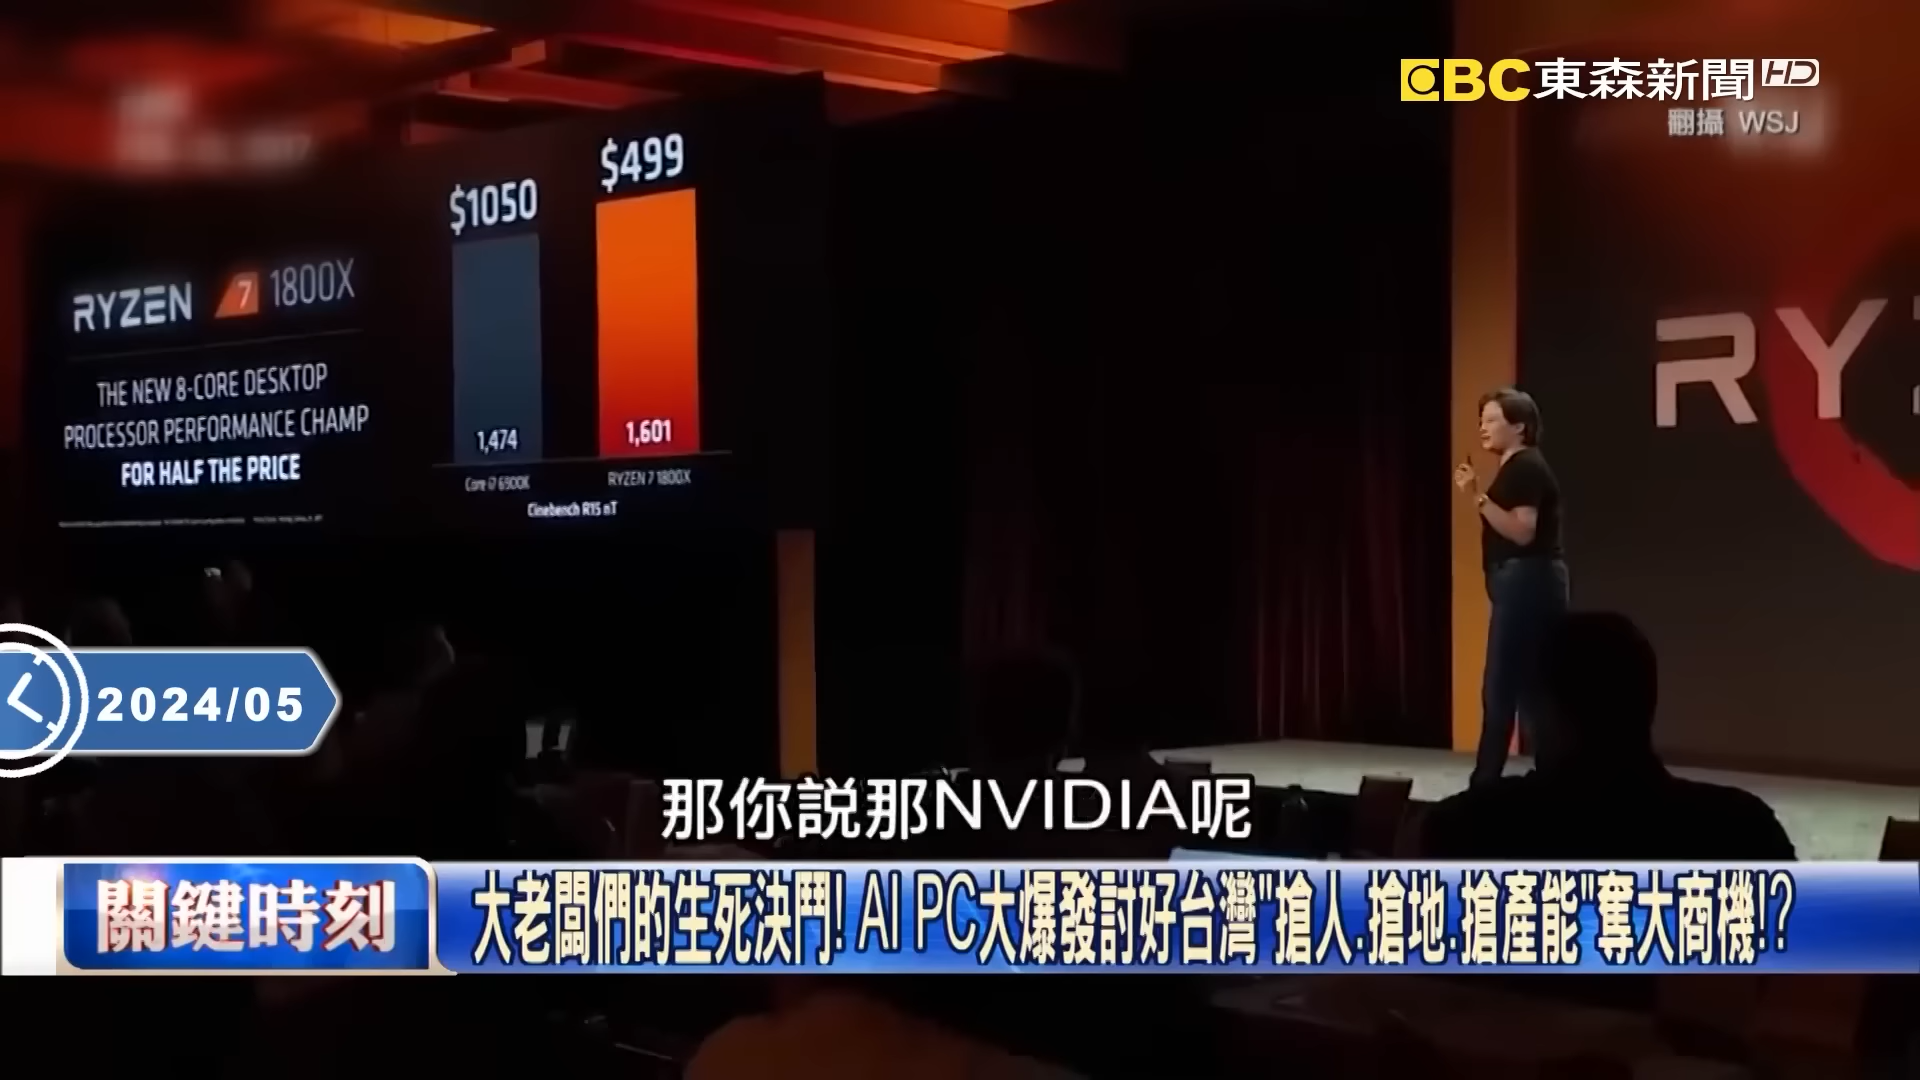 EBC東森新聞HD
翻攝 WSJ
$1050
$499
RYZEN 7 1800X
THE NEW 8-CORE DESKTOP
PROCESSOR PERFORMANCE CHAMP
FOR HALF THE PRICE
1,474
1,601
Core i7 6900K
RYZEN 7 1800X
Cinebench R15 nT
RY
2024/05
那你説那NVIDIA呢
關鍵時刻
大老闆們的生死決鬥! AI PC大爆發討好台灣"搶人.搶地.搶產能"奪大商機!?